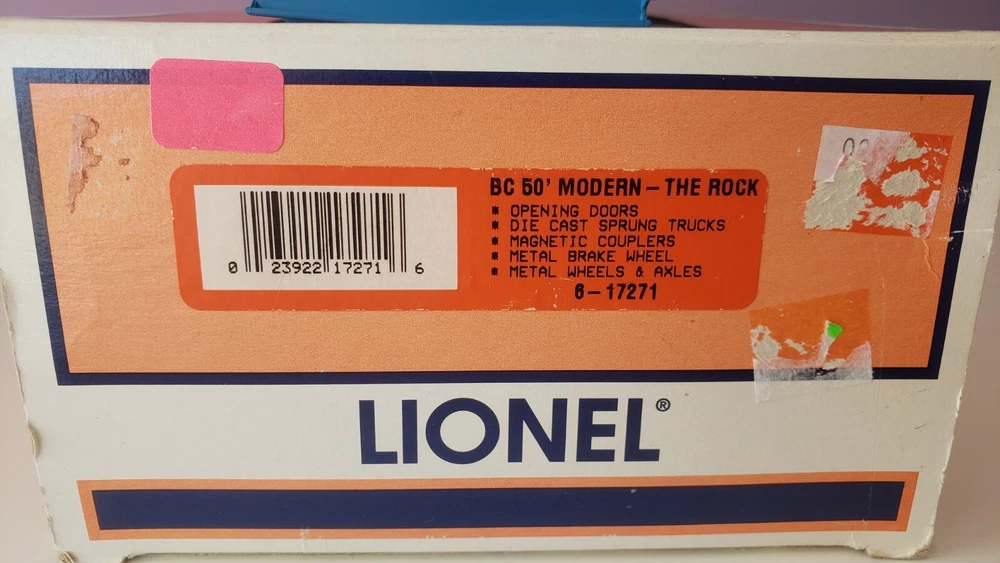 BC 50' MODERN — THE ROCK
* OPENING DOORS
* DIE CAST SPRUNG TRUCKS
* MAGNETIC COUPLERS
* METAL BRAKE WHEEL
* METAL WHEELS & AXLES
6-17271
0 23922 17271 6
LIONEL®